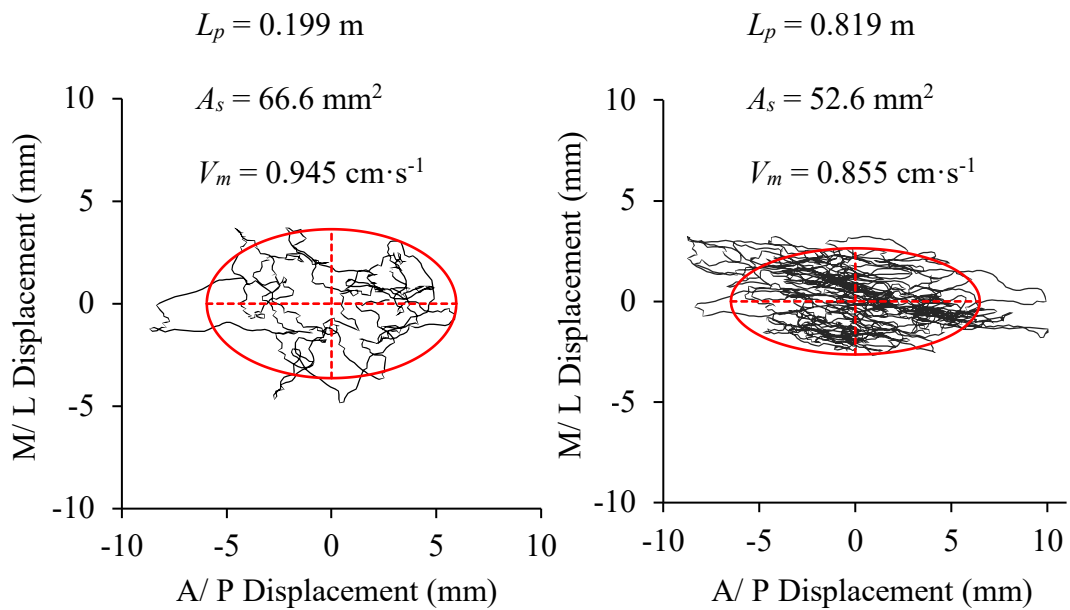 Lp = 0.199 m
As = 66.6 mm²
Vm = 0.945 cm·s⁻¹
10
5
0
-5
-10
M/ L Displacement (mm)
-10 -5 0 5 10
A/ P Displacement (mm)
Lp = 0.819 m
As = 52.6 mm²
Vm = 0.855 cm·s⁻¹
10
5
0
-5
-10
M/ L Displacement (mm)
-10 -5 0 5 10
A/ P Displacement (mm)